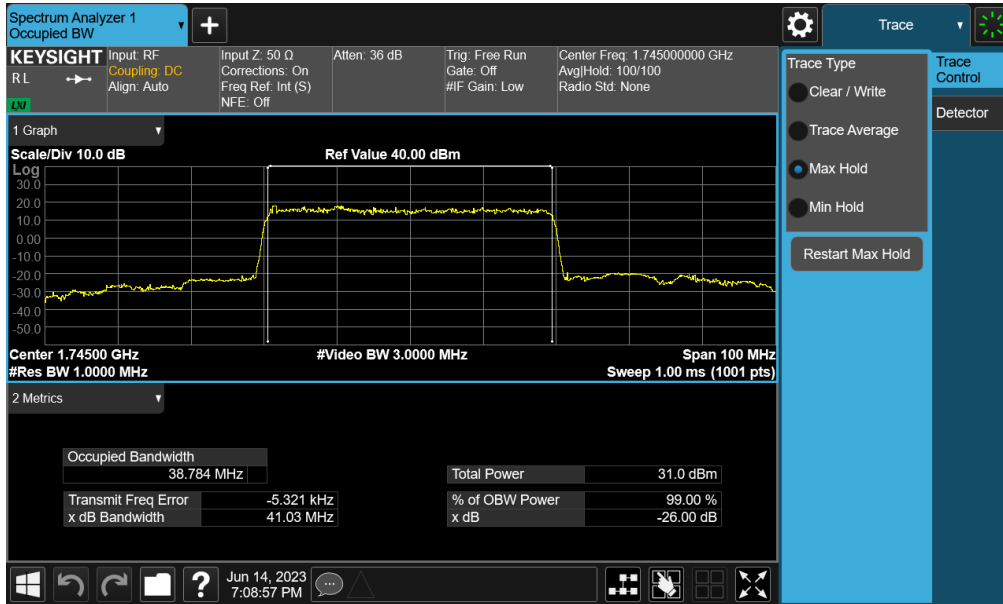 Spectrum Analyzer 1
Occupied BW
Trace
KEYSIGHT
R L
LXI
Input: RF
Coupling: DC
Align: Auto
Input Z: 50 Ω
Corrections: On
Freq Ref: Int (S)
NFE: Off
Atten: 36 dB
Trig: Free Run
Gate: Off
#IF Gain: Low
Center Freq: 1.745000000 GHz
Avg|Hold: 100/100
Radio Std: None
Trace Type
Clear / Write
Trace Average
Max Hold
Min Hold
Restart Max Hold
Trace
Control
Detector
1 Graph
Scale/Div 10.0 dB
Ref Value 40.00 dBm
Log
30.0
20.0
10.0
0.00
-10.0
-20.0
-30.0
-40.0
-50.0
Center 1.74500 GHz
#Video BW 3.0000 MHz
Span 100 MHz
#Res BW 1.0000 MHz
Sweep 1.00 ms (1001 pts)
2 Metrics
Occupied Bandwidth
38.784 MHz
Total Power 31.0 dBm
Transmit Freq Error -5.321 kHz
% of OBW Power 99.00 %
x dB Bandwidth 41.03 MHz
x dB -26.00 dB
?
Jun 14, 2023
7:08:57 PM